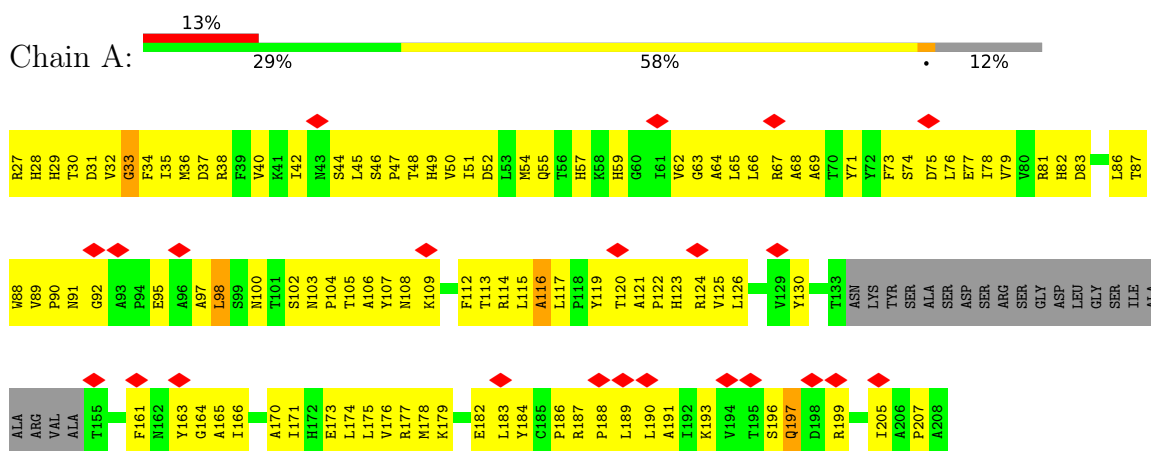 13%
Chain A:
29% 58% • 12%
R27 H28 H29 T30 D31 V32 G33 F34 I35 M36 D37 R38 F39 V40 K41 I42 N43 S44 L45 S46 P47 T48 H49 V50 I51 D52 L53 M54 Q55 T56 H57 K58 H59 G60 I61 V62 G63 A64 L65 L66 R67 A68 A69 T70 Y71 Y72 F73 S74 D75 L76 E77 I78 V79 V80 R81 H82 D83 L86 T87
W88 V89 P90 N91 G92 A93 P94 E95 A96 A97 L98 S99 N100 T101 S102 N103 P104 T105 A106 Y107 N108 K109 F112 T113 R114 L115 A116 L117 P118 Y119 T120 A121 P122 H123 R124 V125 L126 V129 Y130 T133 ASN LYS TYR SER ALA SER ASP SER ARG SER GLY ASP LEU GLY SER ILE ALA
ALA ARG VAL ALA T155 F161 N162 Y163 G164 A165 I166 A170 I171 H172 E173 L174 L175 V176 R177 M178 K179 E182 L183 Y184 C185 P186 R187 P188 L189 L190 A191 I192 K193 V194 T195 S196 Q197 D198 R199 I205 A206 P207 A208